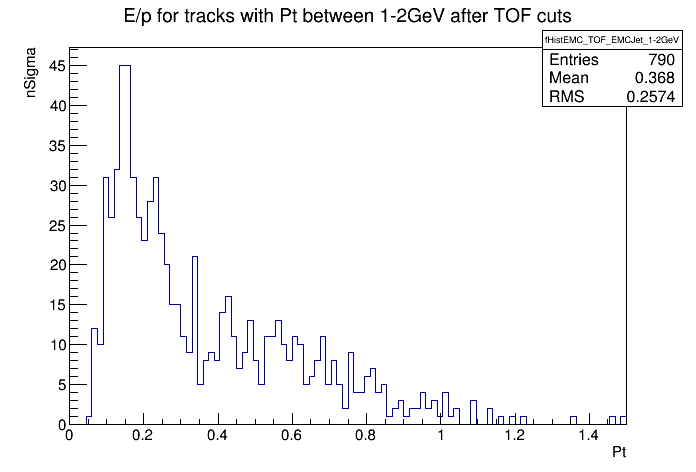 E/p for tracks with Pt between 1-2GeV after TOF cuts
fHistEMC_TOF_EMCJet_1-2GeV
Entries 790
Mean 0.368
RMS 0.2574
nSigma
45
40
35
30
25
20
15
10
5
0
0 0.2 0.4 0.6 0.8 1 1.2 1.4
Pt